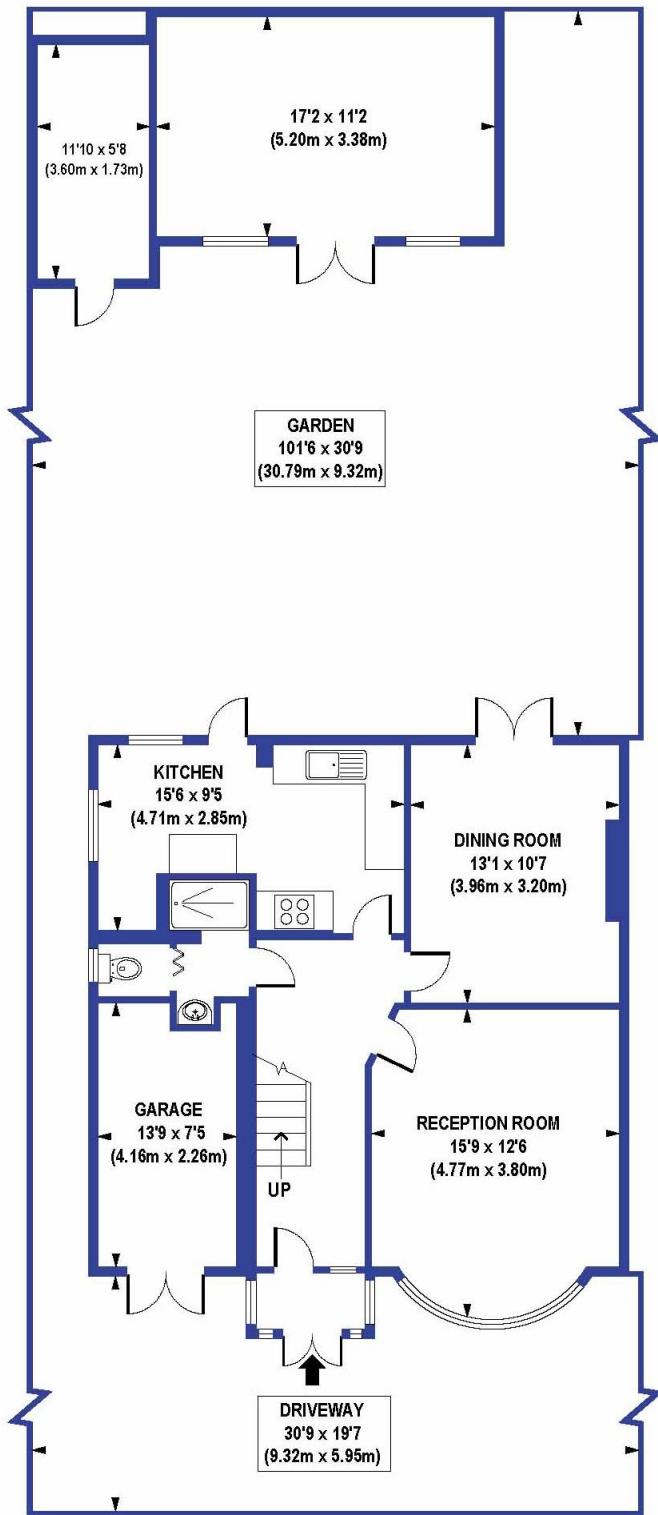 17'2 x 11'2
(5.20m x 3.38m)
11'10 x 5'8
(3.60m x 1.73m)
GARDEN
101'6 x 30'9
(30.79m x 9.32m)
KITCHEN
15'6 x 9'5
(4.71m x 2.85m)
DINING ROOM
13'1 x 10'7
(3.96m x 3.20m)
GARAGE
13'9 x 7'5
(4.16m x 2.26m)
UP
RECEPTION ROOM
15'9 x 12'6
(4.77m x 3.80m)
DRIVEWAY
30'9 x 19'7
(9.32m x 5.95m)